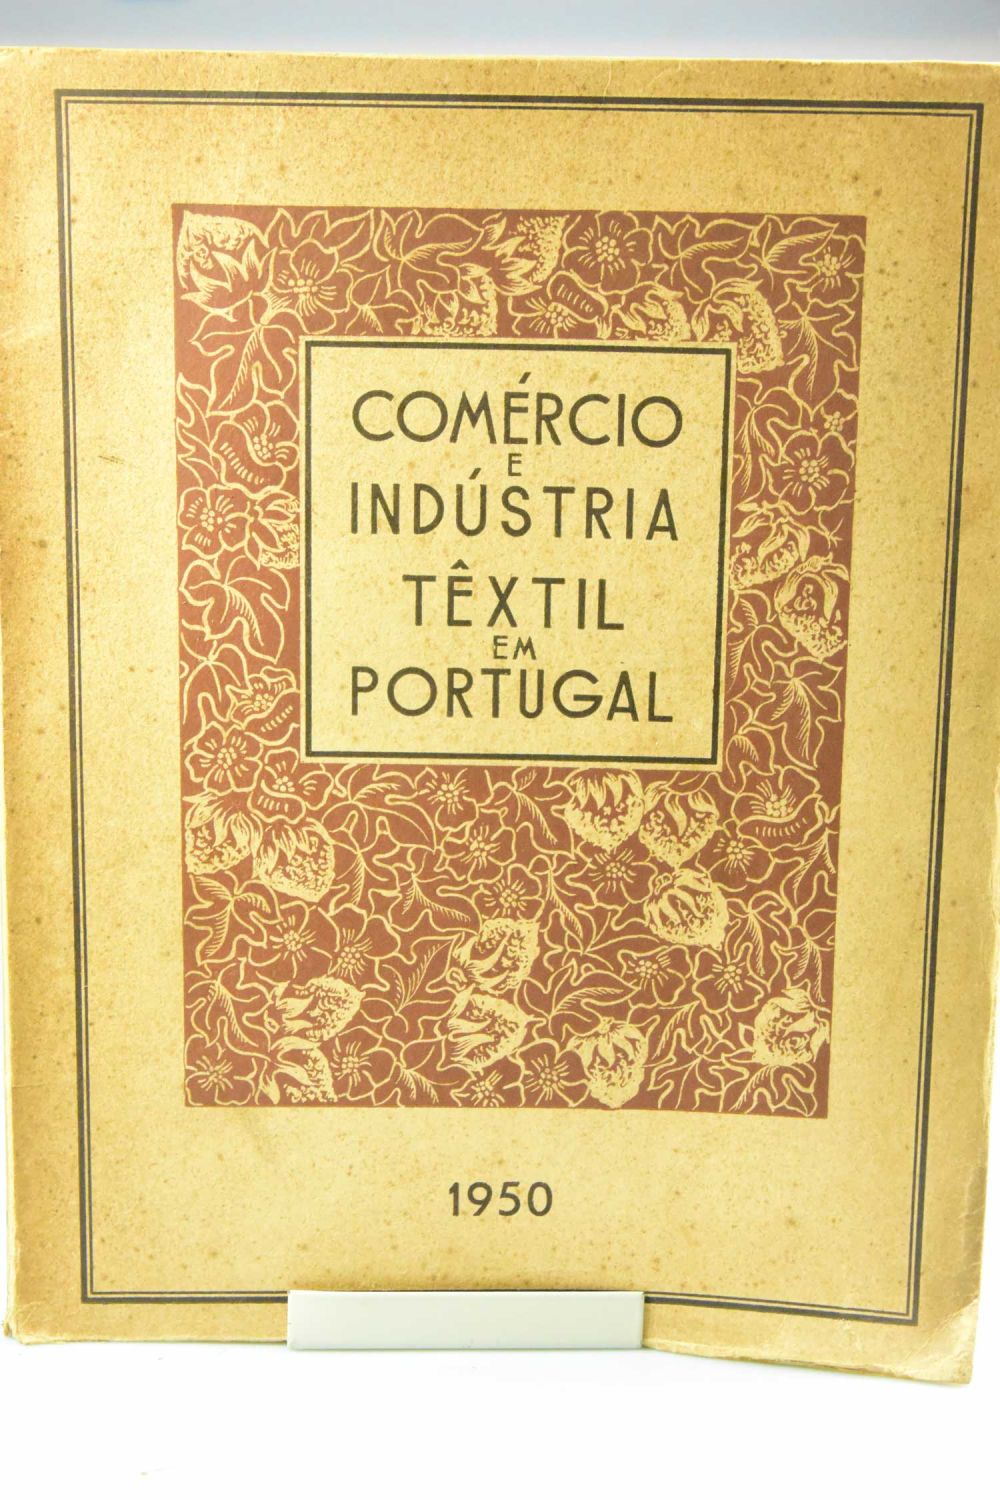 COMÉRCIO
E
INDÚSTRIA
TÊXTIL
EM
PORTUGAL
1950